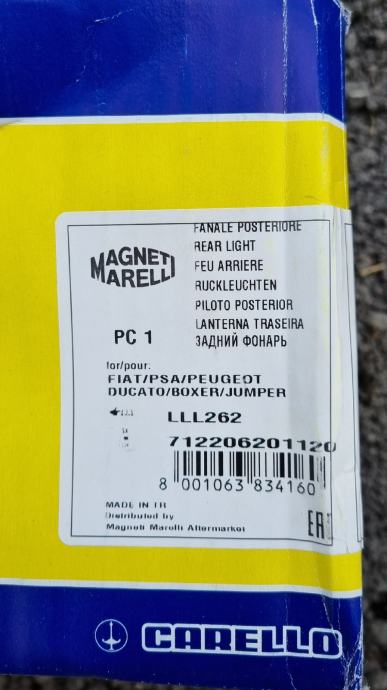 FANALE POSTERIORE
REAR LIGHT
MAGNETI
MARELLI
FEU ARRIERE
RUCKLEUCHTEN
PILOTO POSTERIOR
LANTERNA TRASEIRA
PC 1
ЗАДНИЙ ФОНАРЬ
for/pour:
FIAT/PSA/PEUGEOT
DUCATO/BOXER/JUMPER
LLL262
712206201120
8 001063 834160
MADE IN TR
Distributed by
Magneti Marelli Aftermarket
CARELLO